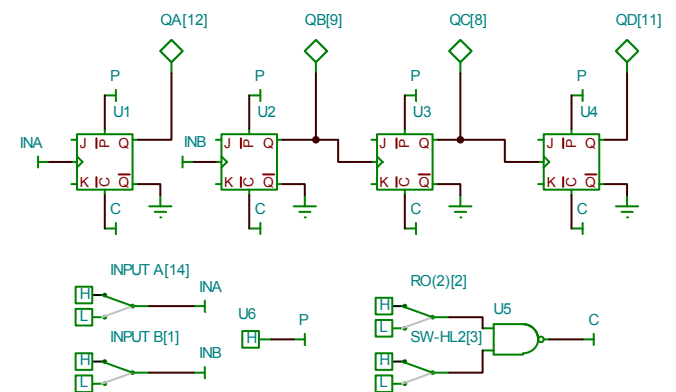 QA[12] QB[9] QC[8] QD[11]
P P P P
U1 U2 U3 U4
INA J P Q INB J P Q J P Q J P Q
K C Q K C Q K C Q K C Q
C C C C
INPUT A[14] RO(2)[2]
H INA H
L U6 P L U5 C
INPUT B[1] H SW-HL2[3]
H INB H
L L